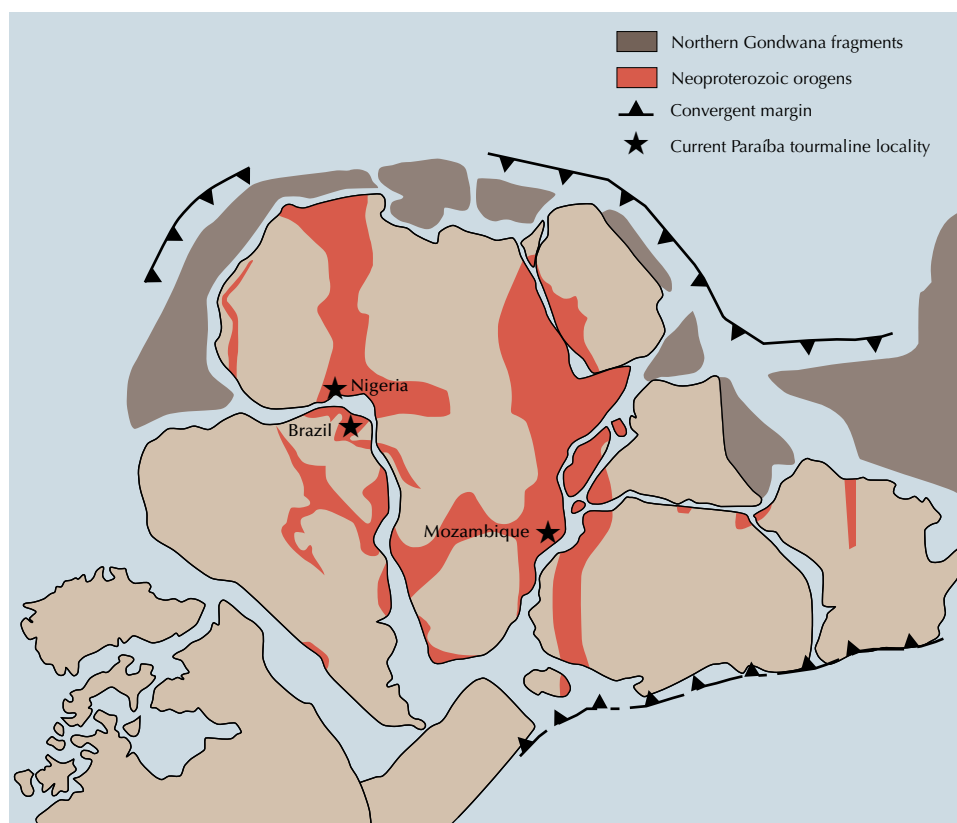 Northern Gondwana fragments
Neoproterozoic orogens
Convergent margin
Current Paraíba tourmaline locality
Nigeria
Brazil
Mozambique